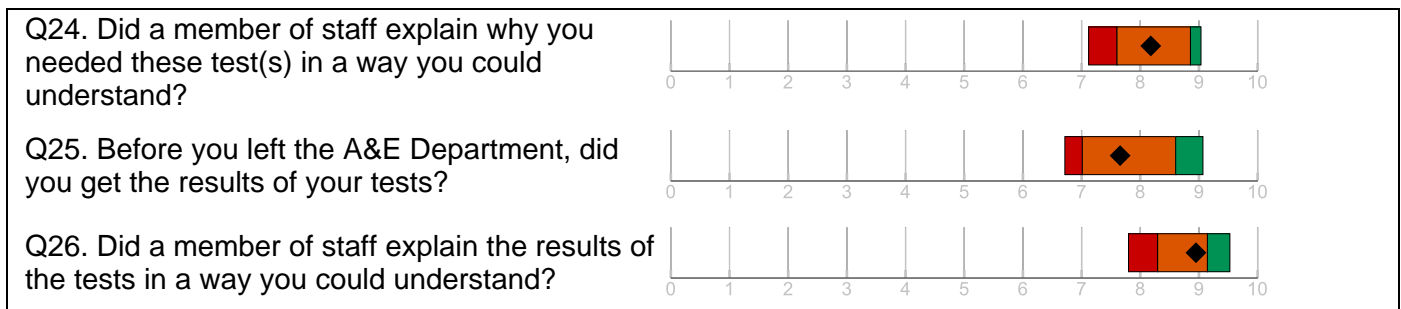 Q24. Did a member of staff explain why you
needed these test(s) in a way you could
understand?
0 1 2 3 4 5 6 7 8 9 10
Q25. Before you left the A&E Department, did
you get the results of your tests?
0 1 2 3 4 5 6 7 8 9 10
Q26. Did a member of staff explain the results of
the tests in a way you could understand?
0 1 2 3 4 5 6 7 8 9 10